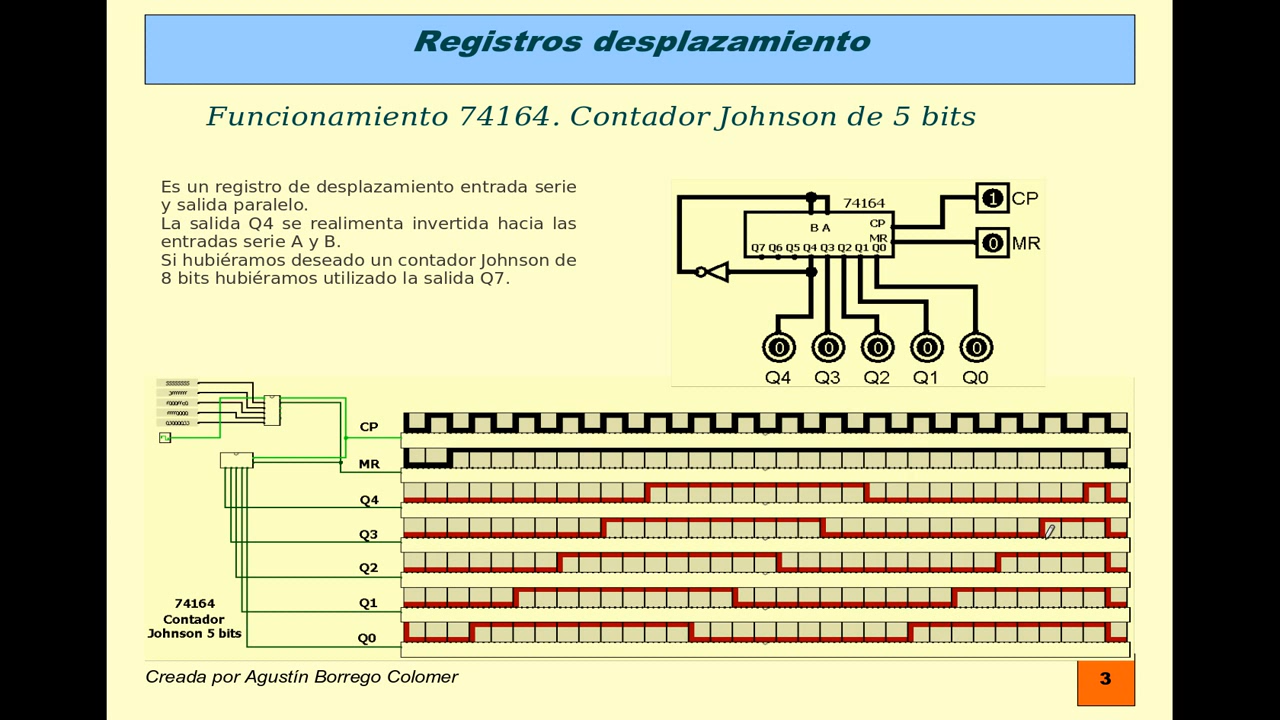 Registros desplazamiento
Funcionamiento 74164. Contador Johnson de 5 bits
Es un registro de desplazamiento entrada serie
y salida paralelo.
La salida Q4 se realimenta invertida hacia las
entradas serie A y B.
Si hubiéramos deseado un contador Johnson de
8 bits hubiéramos utilizado la salida Q7.
74164
B A
CP
MR
Q7 Q6 Q5 Q4 Q3 Q2 Q1 Q0
1 CP
0 MR
0 0 0 0 0
Q4 Q3 Q2 Q1 Q0
CP
MR
Q4
Q3
Q2
Q1
Q0
74164
Contador
Johnson 5 bits
Creada por Agustín Borrego Colomer
3